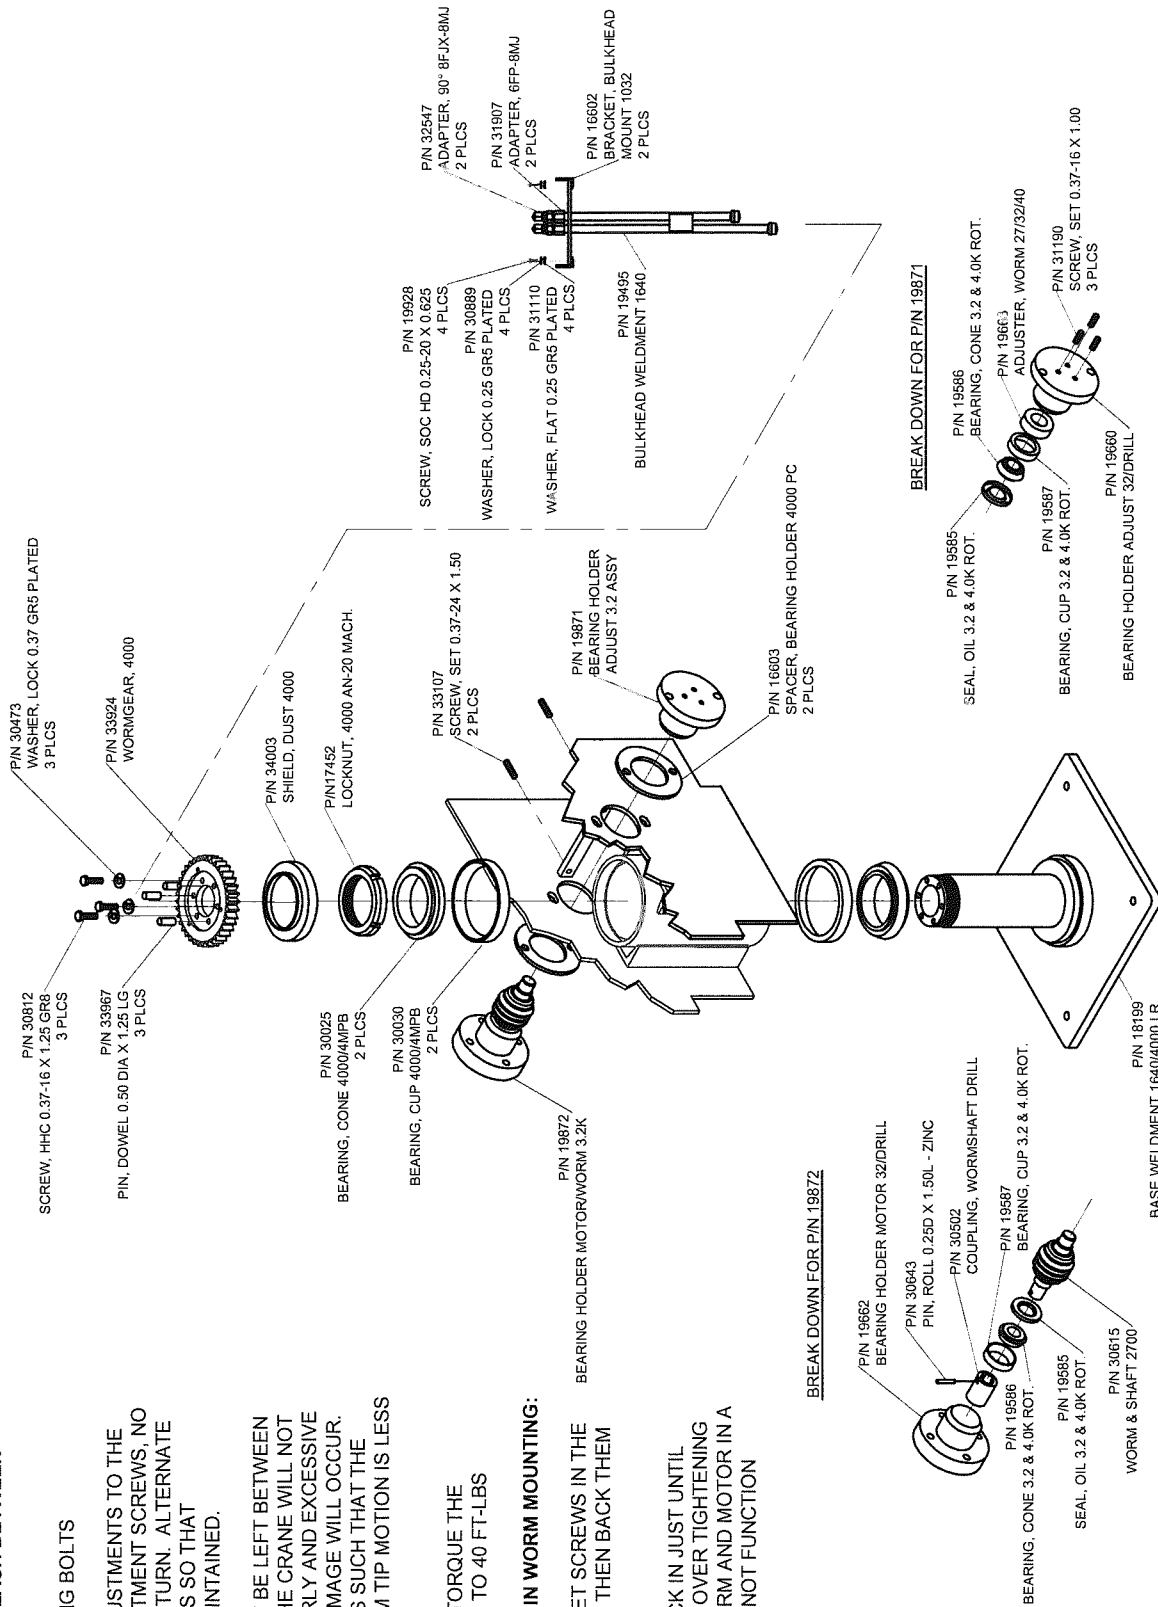 BETWEEN
NG BOLTS
USTMENTS TO THE
TMENT SCREWS, NO
TURN. ALTERNATE
S SO THAT
INTAINED.
BE LEFT BETWEEN
HE CRANE WILL NOT
RLY AND EXCESSIVE
MAGE WILL OCCUR.
S SUCH THAT THE
M TIP MOTION IS LESS
TORQUE THE
TO 40 FT-LBS
IN WORM MOUNTING:
ET SCREWS IN THE
THEN BACK THEM
CK IN JUST UNTIL
OVER TIGHTENING
RM AND MOTOR IN A
NOT FUNCTION
P/N 30812
SCREW, HHC 0.37-16 X 1.25 GR8
3 PLCS
P/N 33967
PIN, DOWEL 0.50 DIA X 1.25 LG
3 PLCS
P/N 30473
WASHER, LOCK 0.37 GR5 PLATED
3 PLCS
P/N 33924
WORMGEAR, 4000
P/N 34003
SHIELD, DUST 4000
P/N17452
LOCKNUT, 4000 AN-20 MACH.
P/N 30025
BEARING, CONE 4000/4MPB
2 PLCS
P/N 30030
BEARING, CUP 4000/4MPB
2 PLCS
P/N 33107
SCREW, SET 0.37-24 X 1.50
2 PLCS
P/N 19872
BEARING HOLDER MOTOR/WORM 3.2K
P/N 19871
BEARING HOLDER
ADJUST 3.2 ASSY
P/N 16603
SPACER, BEARING HOLDER 4000 PC
2 PLCS
P/N 32547
ADAPTER, 90° 8FJX-8MJ
2 PLCS
P/N 31907
ADAPTER, 6FP-8MJ
2 PLCS
P/N 16602
BRACKET, BULKHEAD
MOUNT 1032
2 PLCS
P/N 19928
SCREW, SOC HD 0.25-20 X 0.625
4 PLCS
P/N 30889
WASHER, LOCK 0.25 GR5 PLATED
4 PLCS
P/N 31110
WASHER, FLAT 0.25 GR5 PLATED
4 PLCS
P/N 19495
BULKHEAD WELDMENT 1640
BREAK DOWN FOR P/N 19872
P/N 19662
BEARING HOLDER MOTOR 32/DRILL
P/N 30643
PIN, ROLL 0.25D X 1.50L - ZINC
P/N 30502
COUPLING, WORMSHAFT DRILL
P/N 19587
BEARING, CUP 3.2 & 4.0K ROT.
P/N 19586
BEARING, CONE 3.2 & 4.0K ROT.
P/N 19585
SEAL, OIL 3.2 & 4.0K ROT.
P/N 30615
WORM & SHAFT 2700
P/N 18199
BASE WELDMENT 1640/4000 LR
BREAK DOWN FOR P/N 19871
P/N 19585
SEAL, OIL 3.2 & 4.0K ROT.
P/N 19586
BEARING, CONE 3.2 & 4.0K ROT.
P/N 19663
ADJUSTER, WORM 27/32/40
P/N 31190
SCREW, SET 0.37-16 X 1.00
3 PLCS
P/N 19587
BEARING, CUP 3.2 & 4.0K ROT.
P/N 19660
BEARING HOLDER ADJUST 32/DRILL